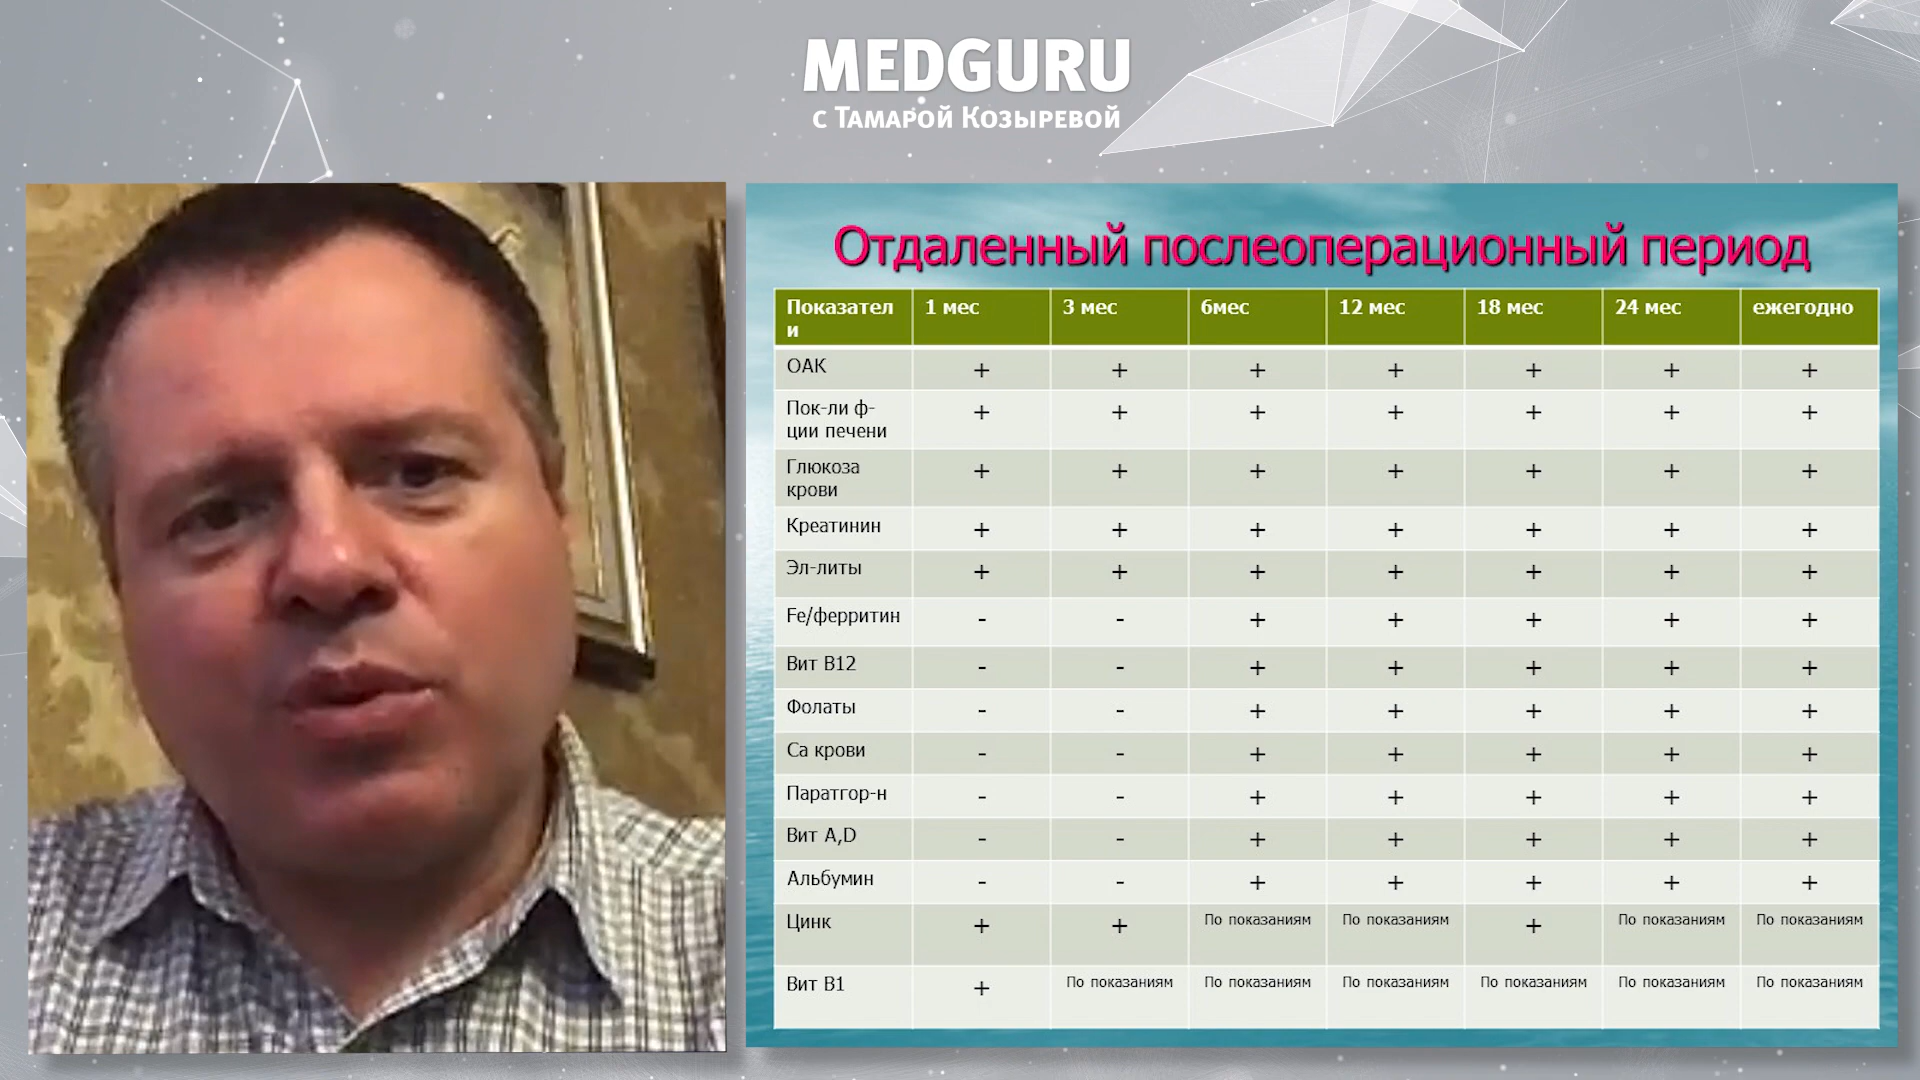 MEDGURU
с Тамарой Козыревой
Отдаленный послеоперационный период
Показател
и
1 мес
3 мес
6мес
12 мес
18 мес
24 мес
ежегодно
ОАК
+ + + + + + +
Пок-ли ф-
ции печени
+ + + + + + +
Глюкоза
крови
+ + + + + + +
Креатинин
+ + + + + + +
Эл-литы
+ + + + + + +
Fe/ферритин
- - + + + + +
Вит В12
- - + + + + +
Фолаты
- - + + + + +
Ca крови
- - + + + + +
Паратгор-н
- - + + + + +
Вит A,D
- - + + + + +
Альбумин
- - + + + + +
Цинк
+ + По показаниям По показаниям + По показаниям По показаниям
Вит В1
+ По показаниям По показаниям По показаниям По показаниям По показаниям По показаниям